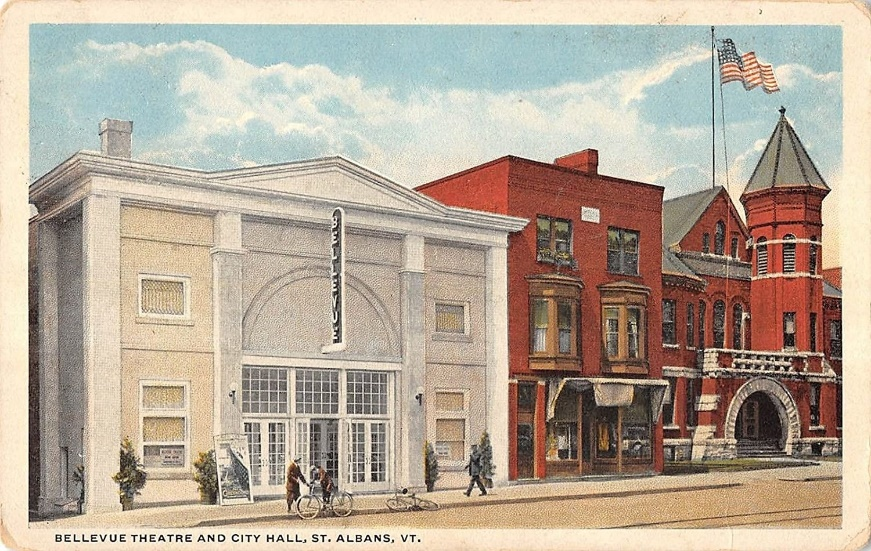 BELLEVUE
BELLEVUE THEATRE AND CITY HALL, ST. ALBANS, VT.